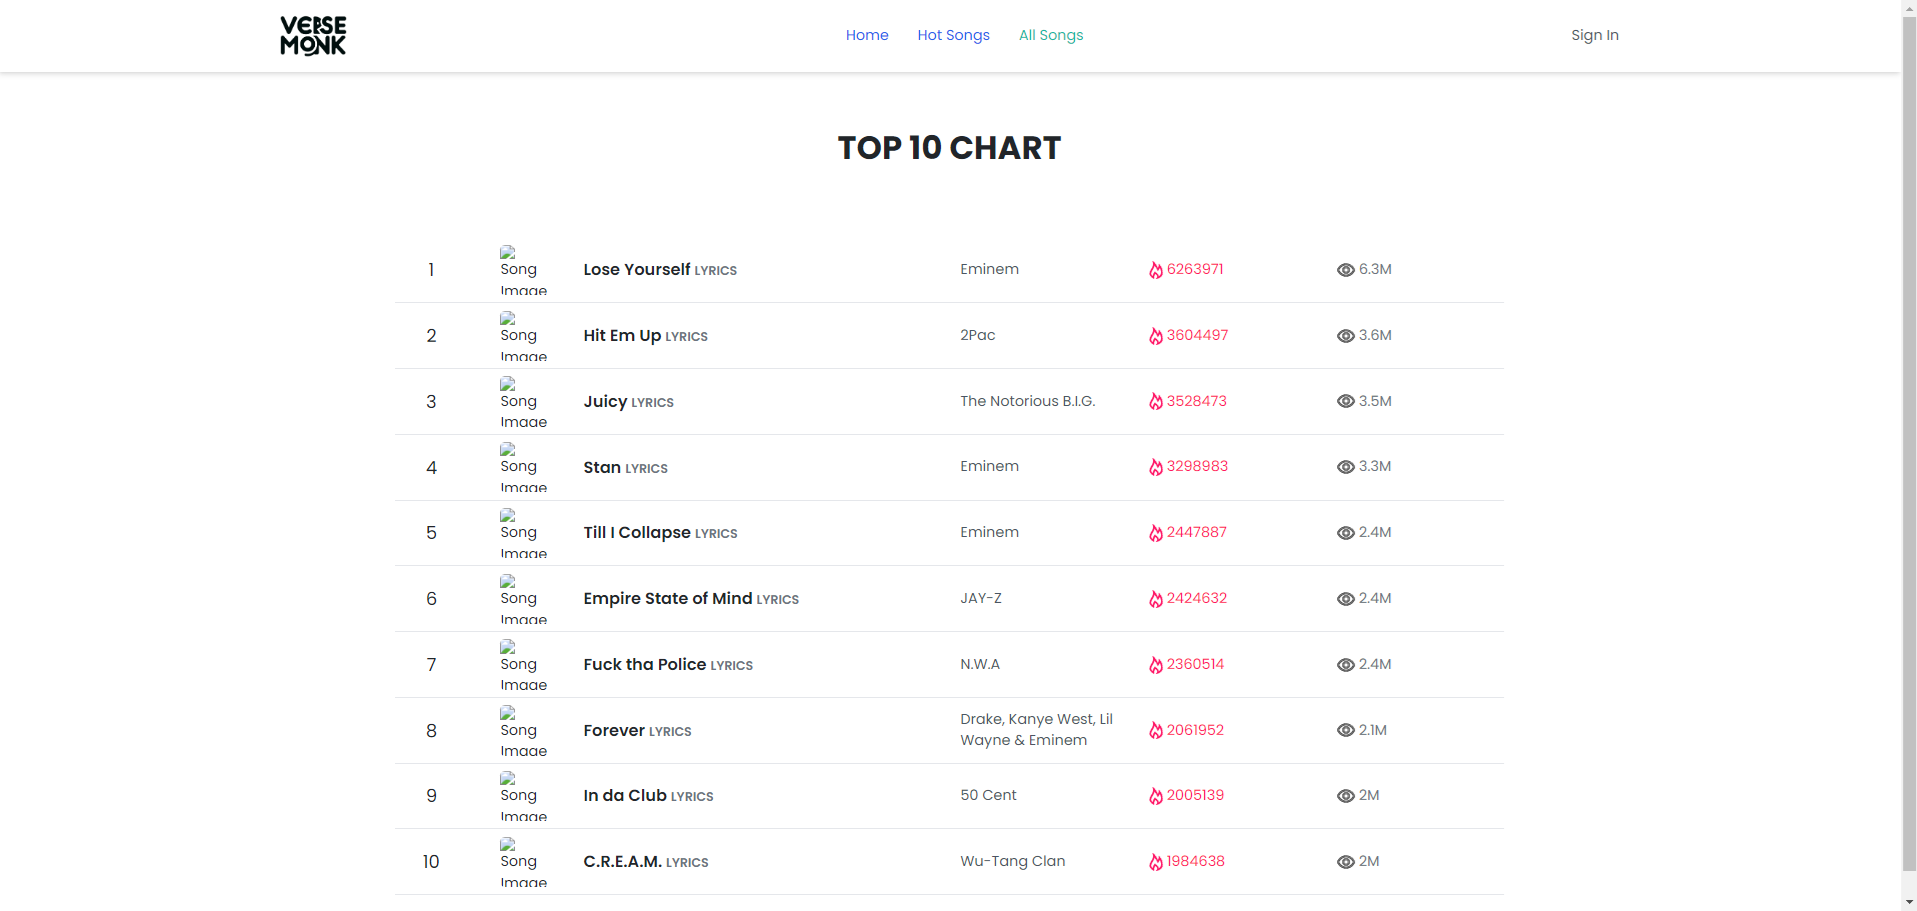 VERSE
MONK
Home Hot Songs All Songs
Sign In
TOP 10 CHART
1 Song Image Lose Yourself LYRICS Eminem 6263971 6.3M
2 Song Image Hit Em Up LYRICS 2Pac 3604497 3.6M
3 Song Image Juicy LYRICS The Notorious B.I.G. 3528473 3.5M
4 Song Image Stan LYRICS Eminem 3298983 3.3M
5 Song Image Till I Collapse LYRICS Eminem 2447887 2.4M
6 Song Image Empire State of Mind LYRICS JAY-Z 2424632 2.4M
7 Song Image Fuck tha Police LYRICS N.W.A 2360514 2.4M
8 Song Image Forever LYRICS Drake, Kanye West, Lil Wayne & Eminem 2061952 2.1M
9 Song Image In da Club LYRICS 50 Cent 2005139 2M
10 Song Image C.R.E.A.M. LYRICS Wu-Tang Clan 1984638 2M